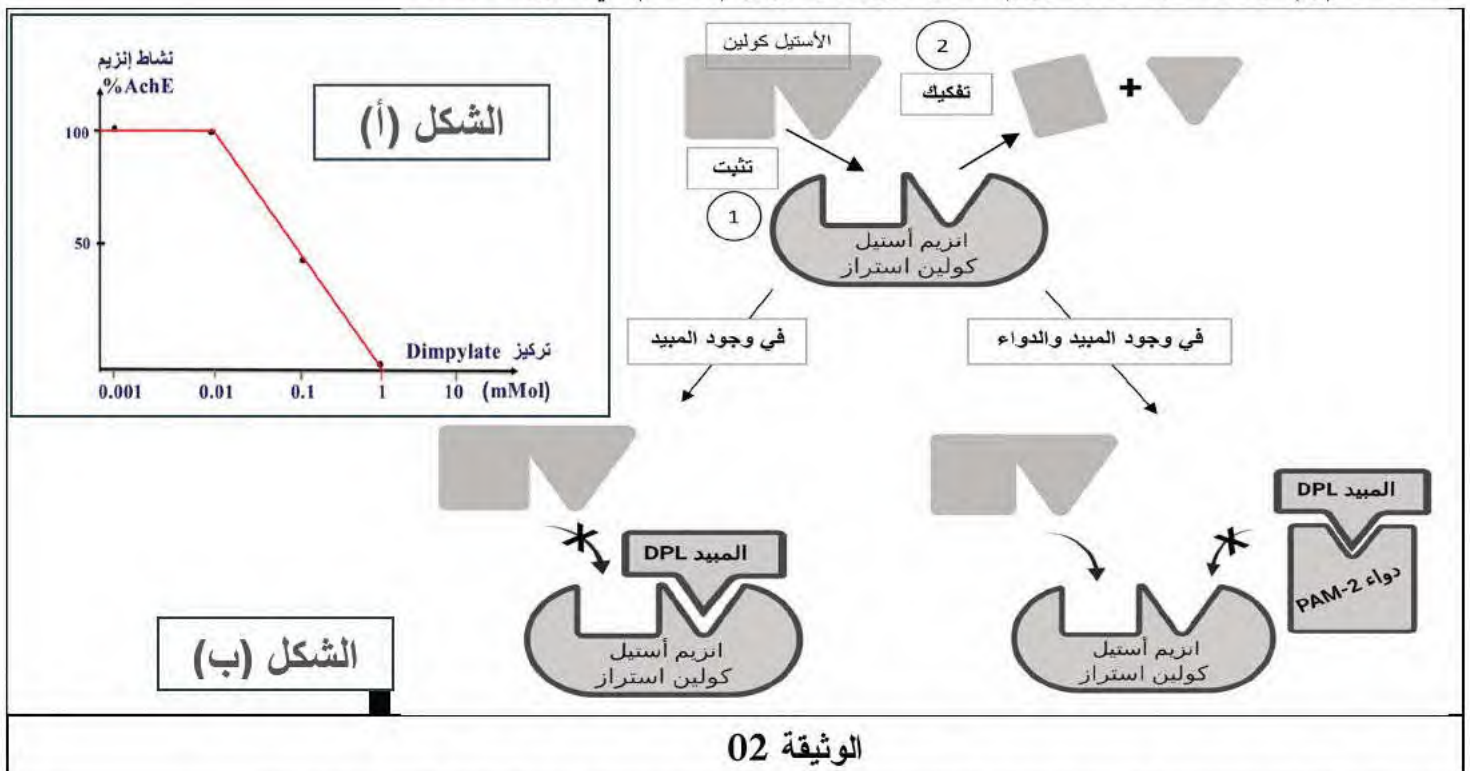 نشاط إنزيم
%AchE
الشكل (أ)
100
50
تركيز Dimpylate
0.001 0.01 0.1 1 10 (mMol)
الأستيل كولين
2
تفكيك
+
تثبت
1
انزيم أستيل
كولين استراز
في وجود المبيد
في وجود المبيد والدواء
المبيد DPL
انزيم أستيل
كولين استراز
المبيد DPL
دواء PAM-2
انزيم أستيل
كولين استراز
الشكل (ب)
الوثيقة 02